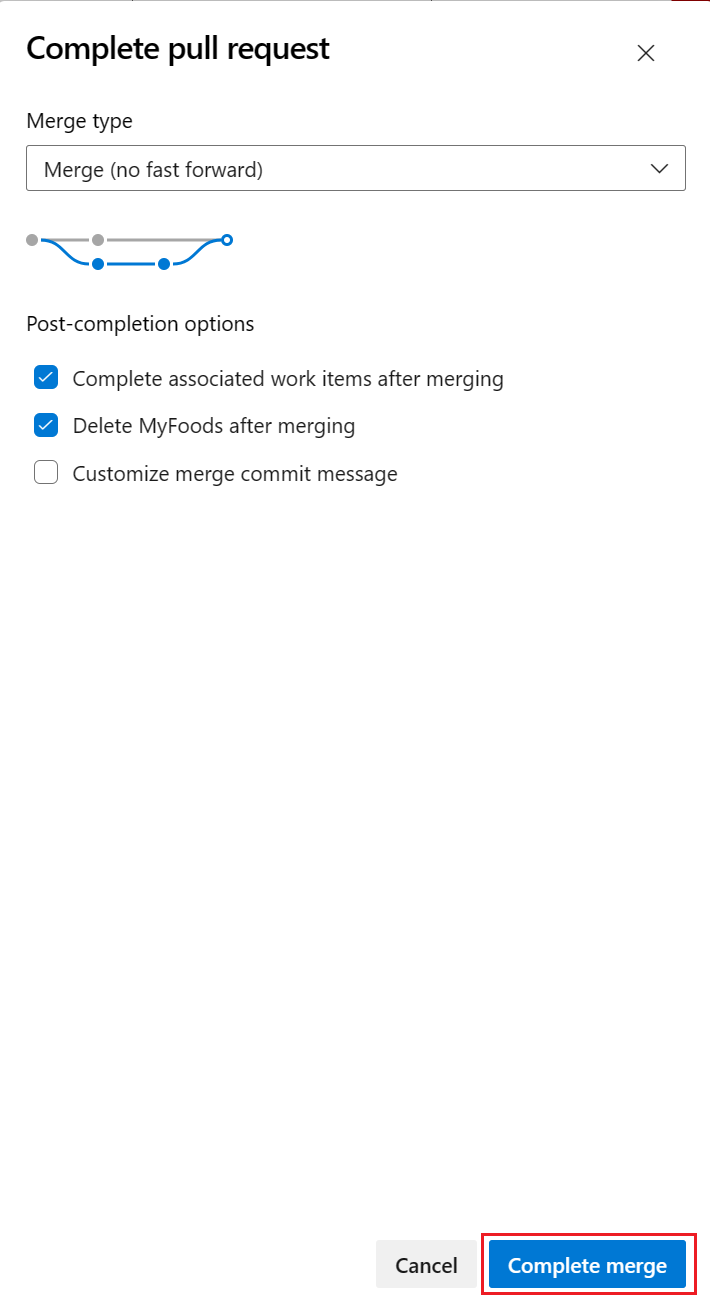 Complete pull request
Merge type
Merge (no fast forward)
Post-completion options
Complete associated work items after merging
Delete MyFoods after merging
Customize merge commit message
Cancel
Complete merge